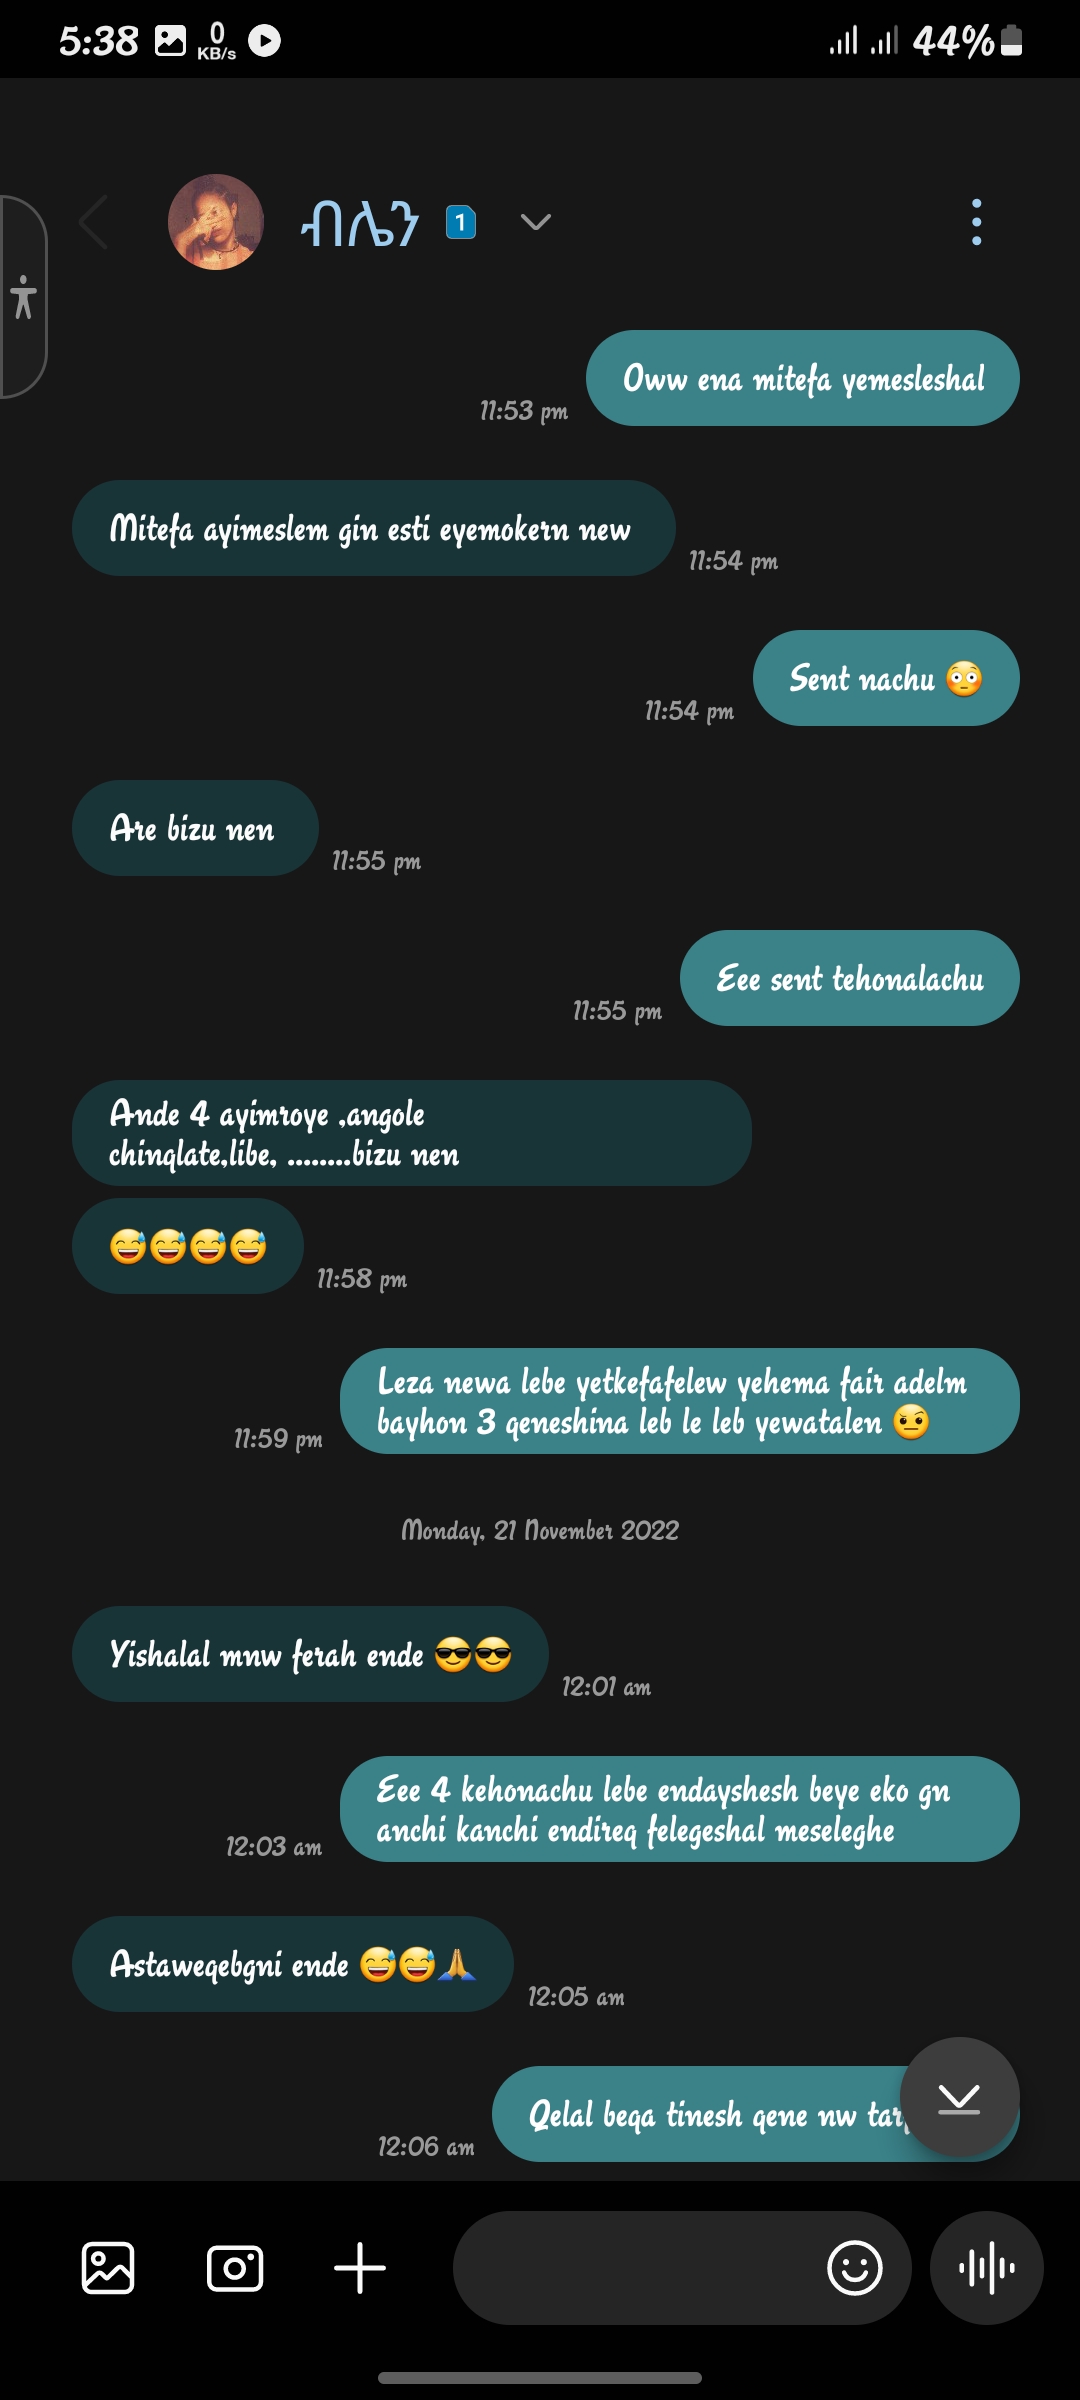 5:38 0 KB/s 44%
ብሌን 1
Oww ena mitefa yemesleshal
11:53 pm
Mitefa ayimeslem gin esti eyemokern new
11:54 pm
Sent nachu 😳
11:54 pm
Are bizu nen
11:55 pm
Eee sent tehonalachu
11:55 pm
Ande 4 ayimroye ,angole
chinqlate,libe, ........bizu nen
😅😅😅😅
11:58 pm
Leza newa lebe yetkefafelew yehema fair adelm
bayhon 3 qeneshina leb le leb yewatalen 🤨
11:59 pm
Monday, 21 November 2022
Yishalal mnw ferah ende 😎😎
12:01 am
Eee 4 kehonachu lebe endayshesh beye eko gn
anchi kanchi endireq felegeshal meseleghe
12:03 am
Astaweqebgni ende 😅😅🙏
12:05 am
Qelal beqa tinesh qene nw
12:06 am